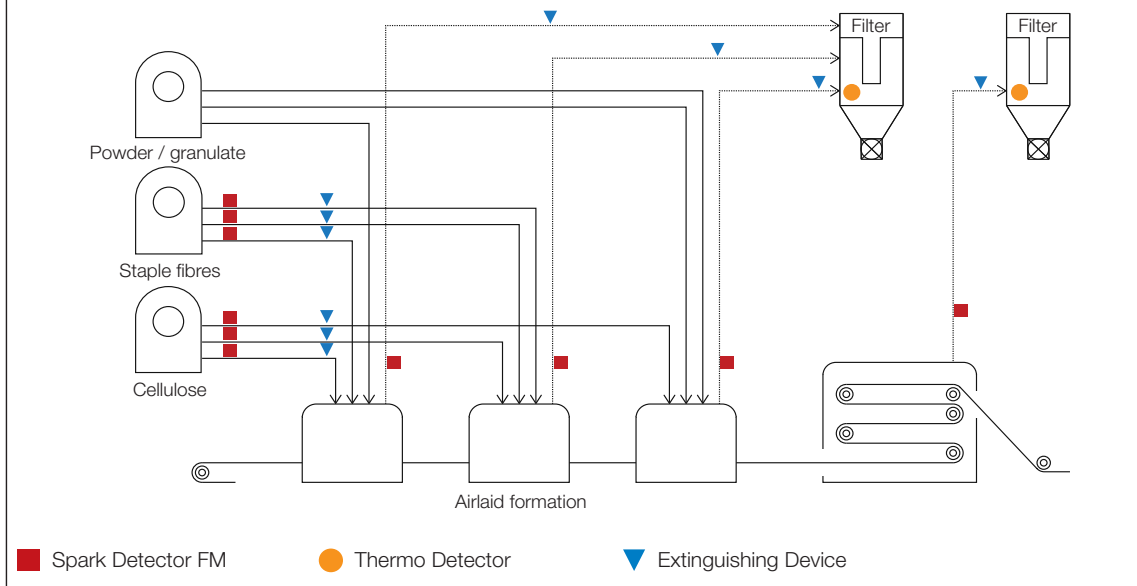 Filter
Filter
Powder / granulate
Staple fibres
Cellulose
Airlaid formation
Spark Detector FM
Thermo Detector
Extinguishing Device